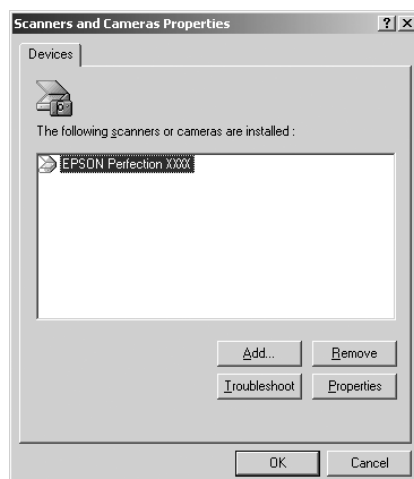 Scanners and Cameras Properties
Devices
The following scanners or cameras are installed :
EPSON Perfection XXXX
Add... Remove
Troubleshoot Properties
OK Cancel